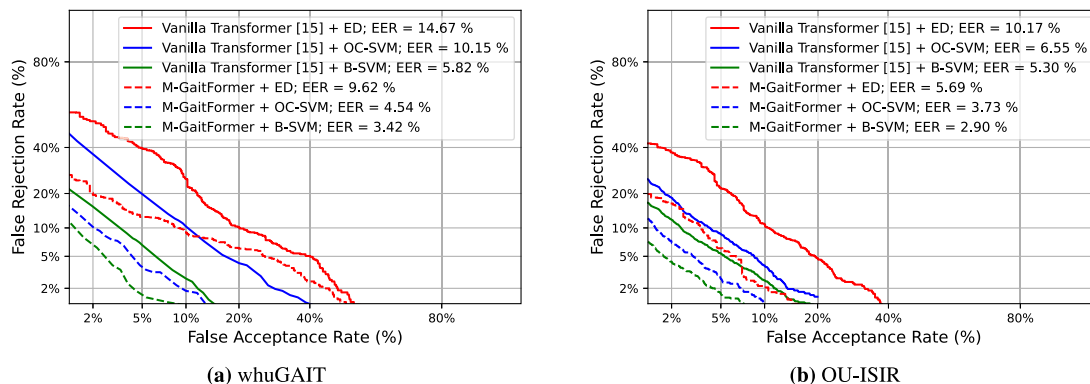 Vanilla Transformer [15] + ED; EER = 14.67 %
Vanilla Transformer [15] + OC-SVM; EER = 10.15 %
Vanilla Transformer [15] + B-SVM; EER = 5.82 %
M-GaitFormer + ED; EER = 9.62 %
M-GaitFormer + OC-SVM; EER = 4.54 %
M-GaitFormer + B-SVM; EER = 3.42 %
False Rejection Rate (%)
80%
40%
20%
10%
5%
2%
2% 5% 10% 20% 40% 80%
False Acceptance Rate (%)
(a) whuGAIT
Vanilla Transformer [15] + ED; EER = 10.17 %
Vanilla Transformer [15] + OC-SVM; EER = 6.55 %
Vanilla Transformer [15] + B-SVM; EER = 5.30 %
M-GaitFormer + ED; EER = 5.69 %
M-GaitFormer + OC-SVM; EER = 3.73 %
M-GaitFormer + B-SVM; EER = 2.90 %
False Rejection Rate (%)
80%
40%
20%
10%
5%
2%
2% 5% 10% 20% 40% 80%
False Acceptance Rate (%)
(b) OU-ISIR